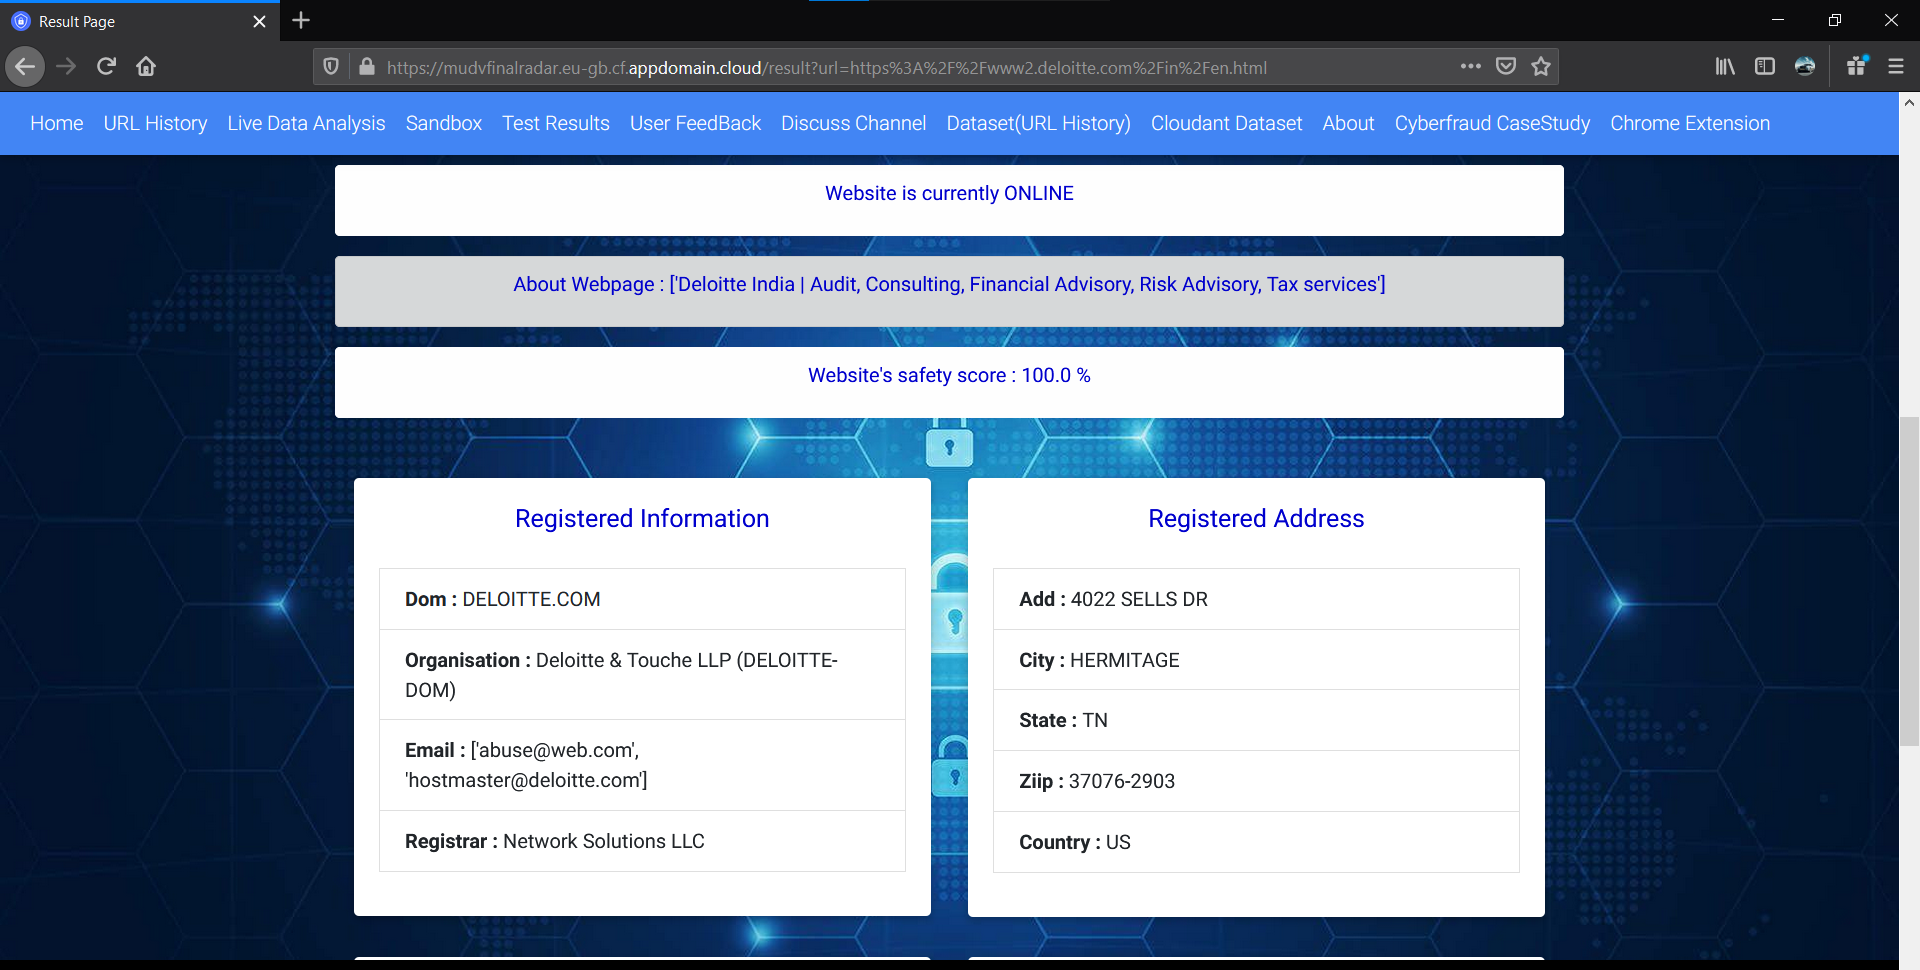 Result Page
https://mudvfinalradar.eu-gb.cf.appdomain.cloud/result?url=https%3A%2F%2Fwww2.deloitte.com%2Fin%2Fen.html
Home URL History Live Data Analysis Sandbox Test Results User FeedBack Discuss Channel Dataset(URL History) Cloudant Dataset About Cyberfraud CaseStudy Chrome Extension
Website is currently ONLINE
About Webpage : ['Deloitte India | Audit, Consulting, Financial Advisory, Risk Advisory, Tax services']
Website's safety score : 100.0 %
Registered Information
Dom : DELOITTE.COM
Organisation : Deloitte & Touche LLP (DELOITTE-
DOM)
Email : ['abuse@web.com',
'hostmaster@deloitte.com']
Registrar : Network Solutions LLC
Registered Address
Add : 4022 SELLS DR
City : HERMITAGE
State : TN
Ziip : 37076-2903
Country : US